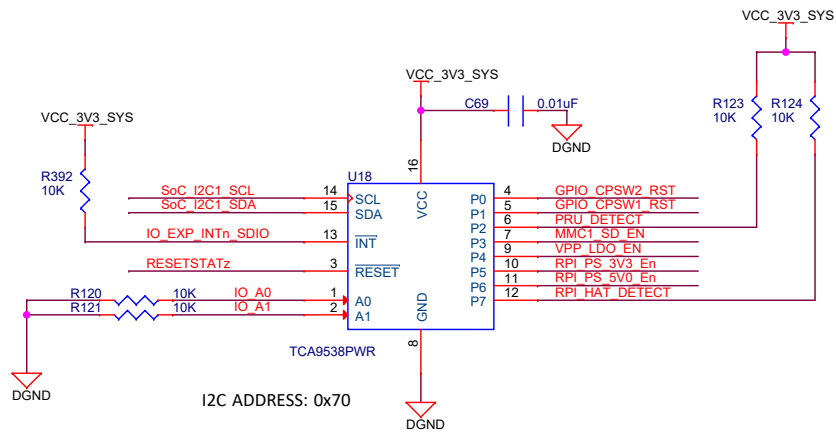 VCC_3V3_SYS
VCC_3V3_SYS
VCC_3V3_SYS
C69 0.01uF
DGND
R123 10K
R124 10K
R392 10K
U18
16
VCC
SoC_I2C1_SCL 14 SCL
SoC_I2C1_SDA 15 SDA
IO_EXP_INTn_SDIO 13 INT
RESETSTATz 3 RESET
R120 10K IO_A0 1 A0
R121 10K IO_A1 2 A1
P0 4 GPIO_CPSW2_RST
P1 5 GPIO_CPSW1_RST
P2 6 PRU_DETECT
P3 7 MMC1_SD_EN
P4 9 VPP_LDO_EN
P5 10 RPI_PS_3V3_En
P6 11 RPI_PS_5V0_En
P7 12 RPI_HAT_DETECT
GND
8
TCA9538PWR
DGND
I2C ADDRESS: 0x70
DGND